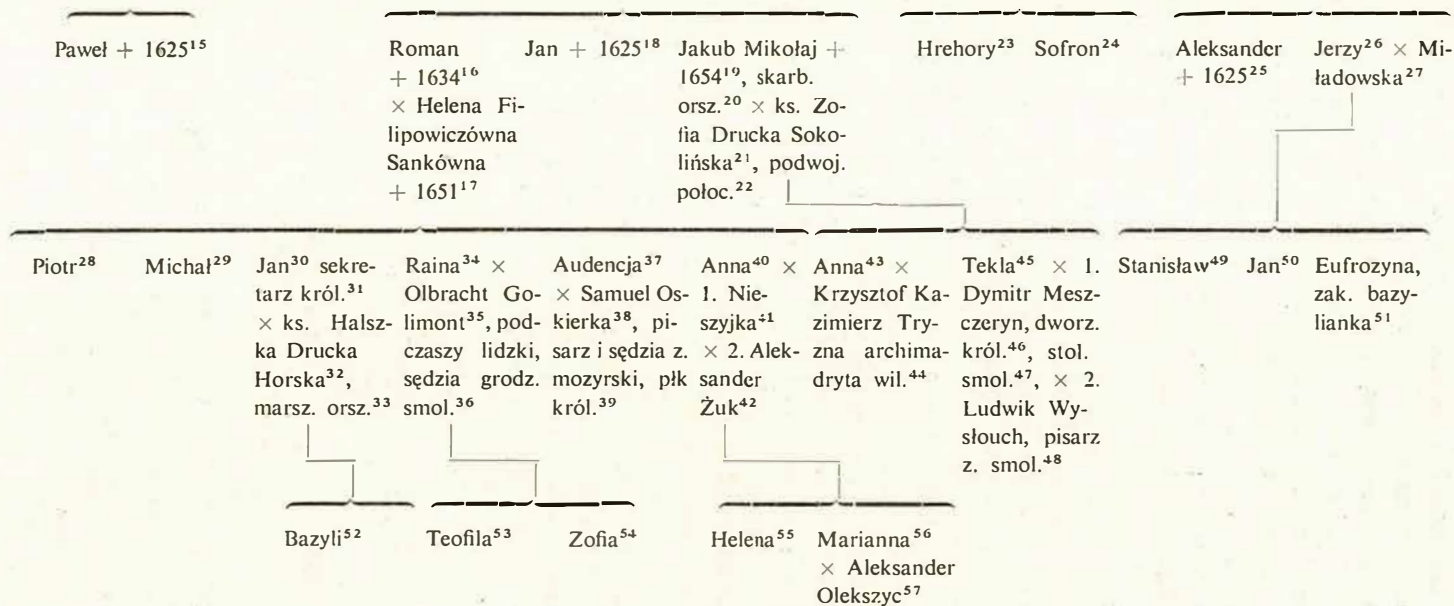 Paweł + 1625¹⁵
Roman
+ 1634¹⁶
× Helena Fi-
lipowiczówna
Sankówna
+ 1651¹⁷
Jan + 1625¹⁸
Jakub Mikołaj +
1654¹⁹, skarb.
orsz.²⁰ × ks. Zo-
fia Drucka Soko-
lińska²¹, podwoj.
połoc.²²
Hrehory²³
Sofron²⁴
Aleksander
+ 1625²⁵
Jerzy²⁶ × Mi-
ładowska²⁷
Piotr²⁸
Michał²⁹
Jan³⁰ sekre-
tarz król.³¹
× ks. Halsz-
ka Drucka
Horska³²,
marsz. orsz.³³
Raina³⁴ ×
Olbracht Go-
limont³⁵, pod-
czaszy lidzki,
sędzia grodz.
smol.³⁶
Audencja³⁷
× Samuel Os-
kierka³⁸, pi-
sarz i sędzia z.
mozyrski, płk
król.³⁹
Anna⁴⁰ ×
1. Nie-
szyjka⁴¹
× 2. Alek-
sander
Żuk⁴²
Anna⁴³ ×
Krzysztof Ka-
zimierz Try-
zna archima-
dryta wil.⁴⁴
Tekla⁴⁵ × 1.
Dymitr Mesz-
czeryn, dworz.
król.⁴⁶, stol.
smol.⁴⁷, × 2.
Ludwik Wy-
słouch, pisarz
z. smol.⁴⁸
Stanisław⁴⁹
Jan⁵⁰
Eufrozyna,
zak. bazy-
lianka⁵¹
Bazyli⁵²
Teofila⁵³
Zofia⁵⁴
Helena⁵⁵
Marianna⁵⁶
× Aleksander
Olekszyc⁵⁷